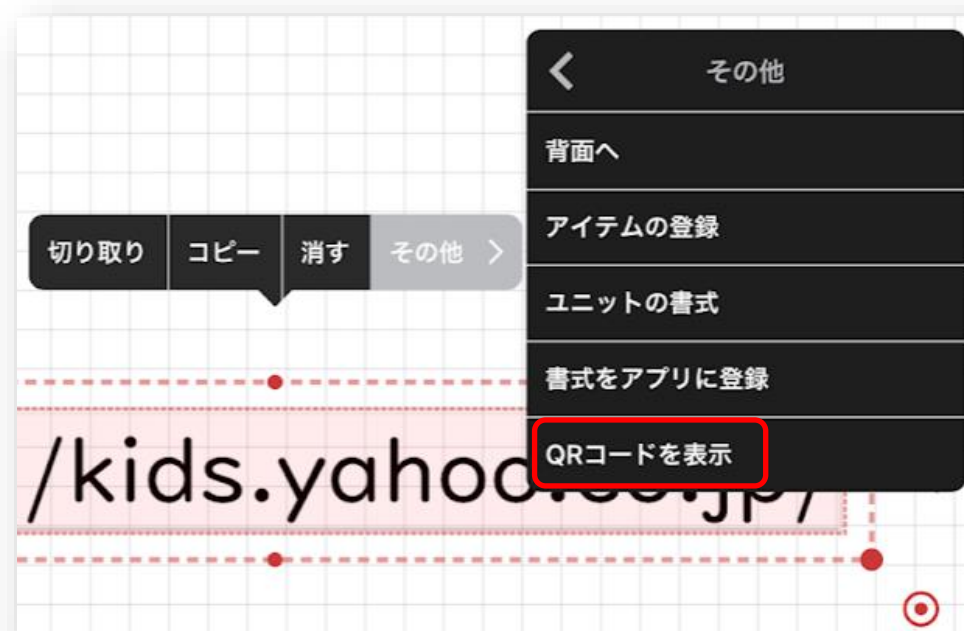 その他
背面へ
アイテムの登録
切り取り コピー 消す その他
ユニットの書式
書式をアプリに登録
QRコードを表示
/kids.yahoo.co.jp/